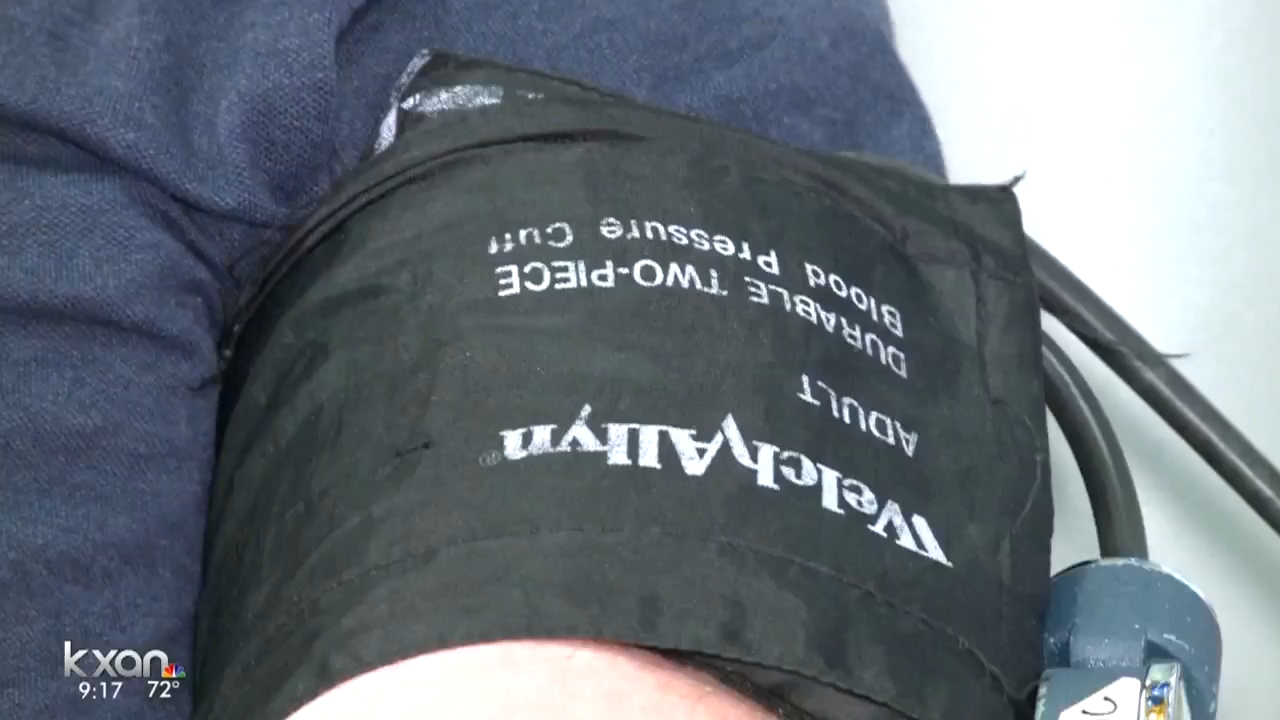 WelchAllyn®
ADULT
DURABLE TWO-PIECE
Blood Pressure Cuff
kxan
9:17 72°